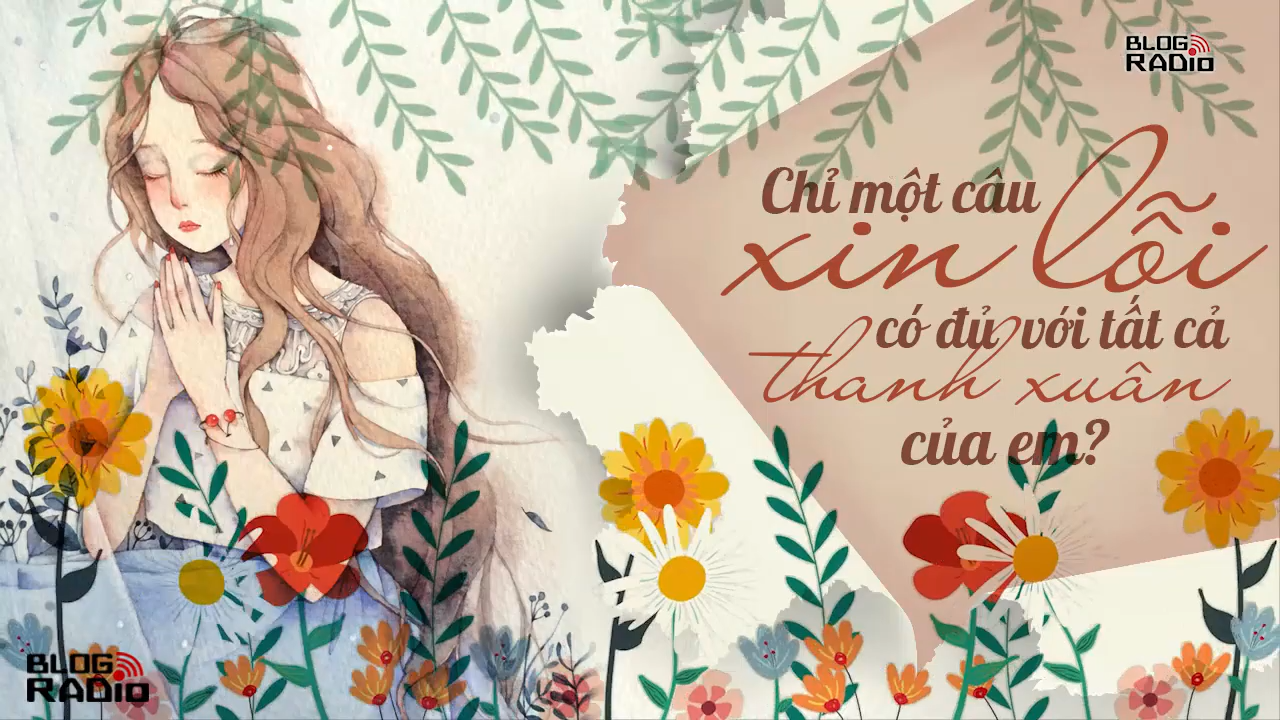 BLOG
RADIO
Chỉ một câu
xin lỗi
có đủ với tất cả
thanh xuân
của em?
BLOG
RADIO